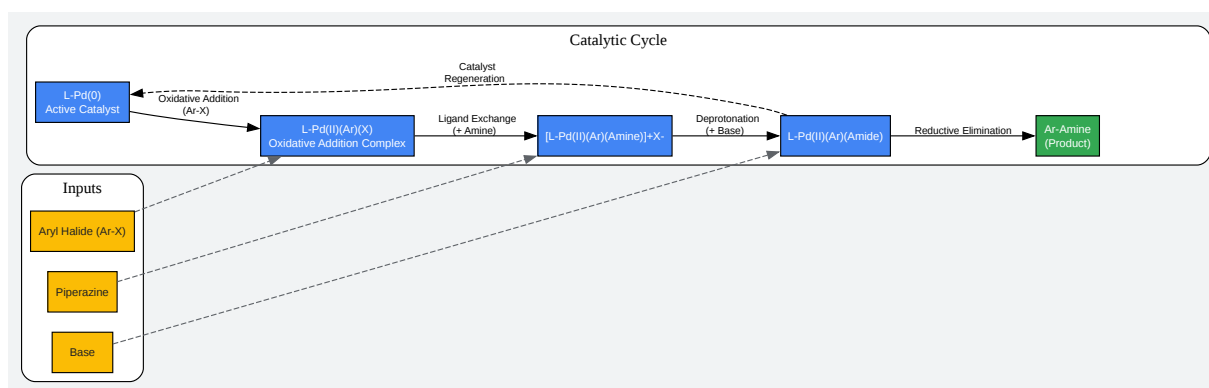 Catalytic Cycle
L-Pd(0)
Active Catalyst
Oxidative Addition
(Ar-X)
Catalyst
Regeneration
L-Pd(II)(Ar)(X)
Oxidative Addition Complex
Ligand Exchange
(+ Amine)
[L-Pd(II)(Ar)(Amine)]+X-
Deprotonation
(+ Base)
L-Pd(II)(Ar)(Amide)
Reductive Elimination
Ar-Amine
(Product)
Inputs
Aryl Halide (Ar-X)
Piperazine
Base